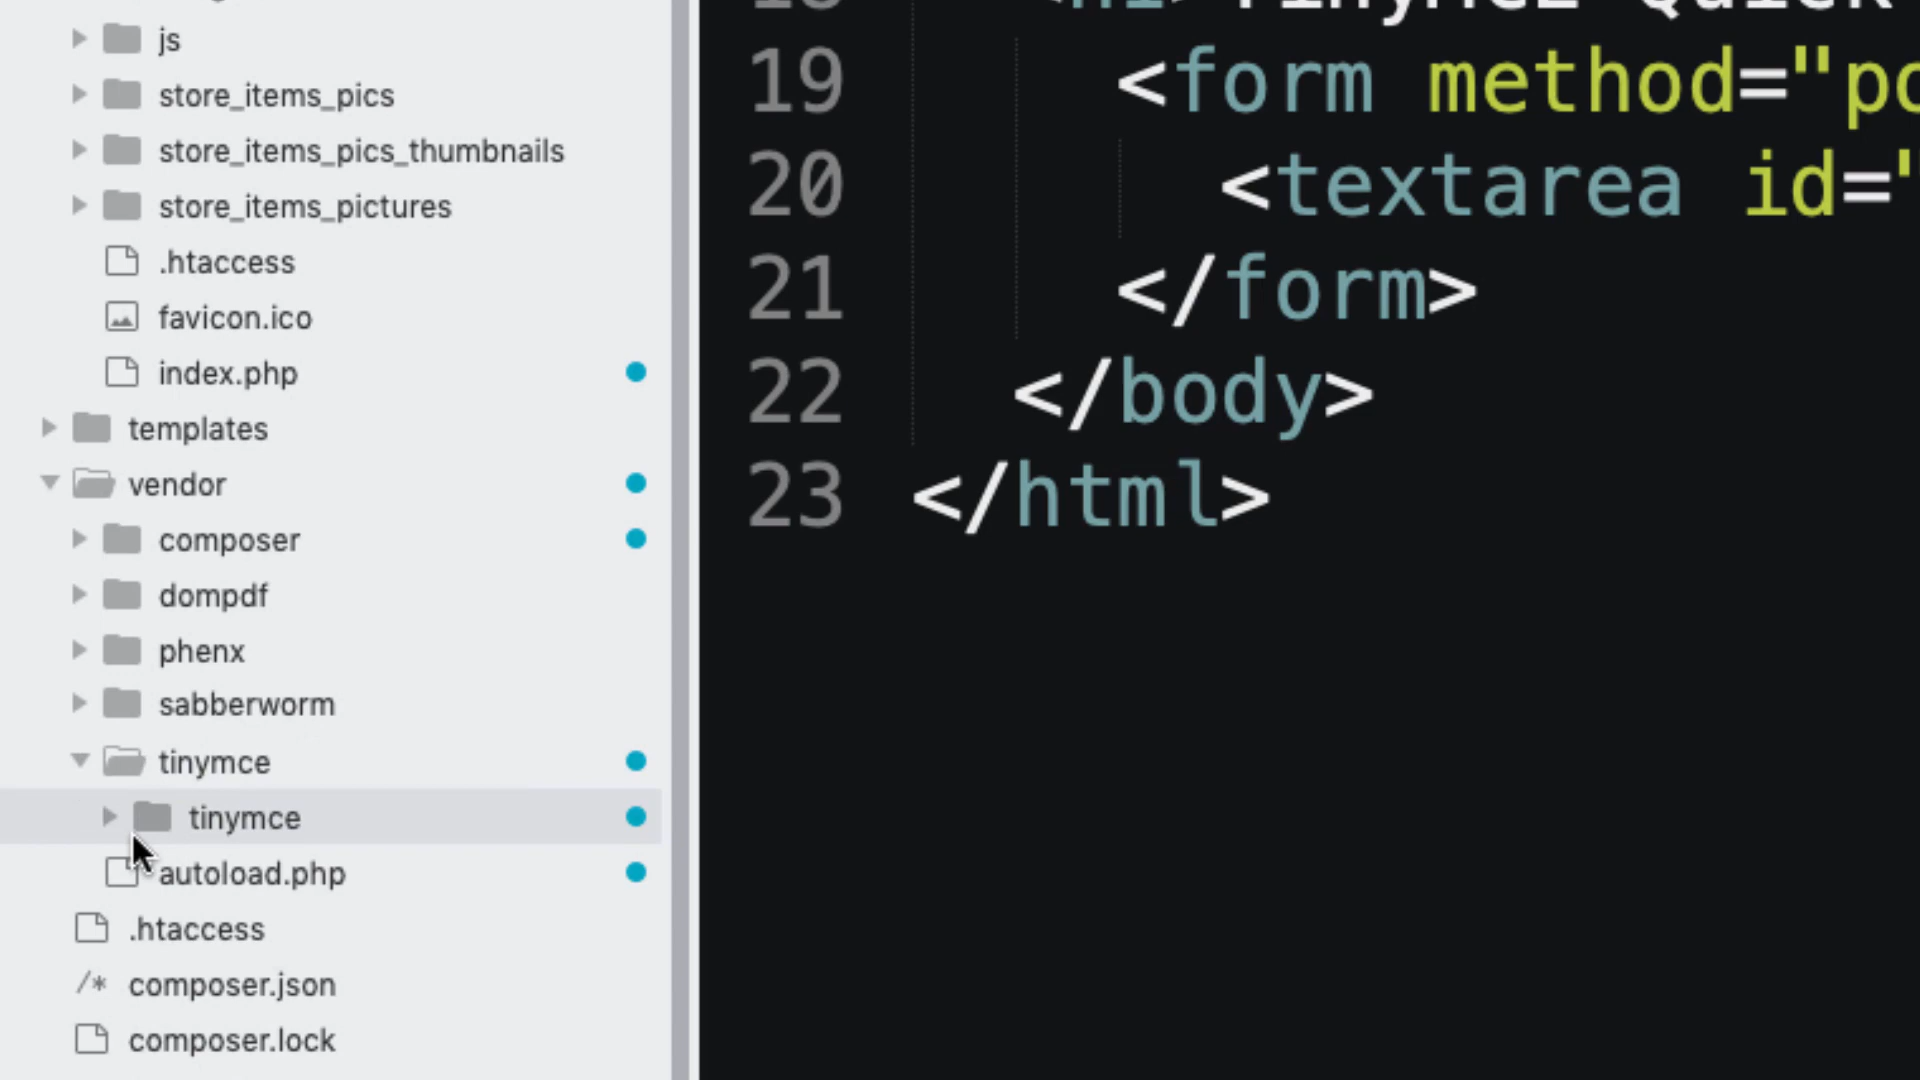 js
store_items_pics
store_items_pics_thumbnails
store_items_pictures
.htaccess
favicon.ico
index.php
templates
vendor
composer
dompdf
phenx
sabberworm
tinymce
tinymce
autoload.php
.htaccess
/* composer.json
composer.lock
19 <form method="po
20 <textarea id="
21 </form>
22 </body>
23 </html>